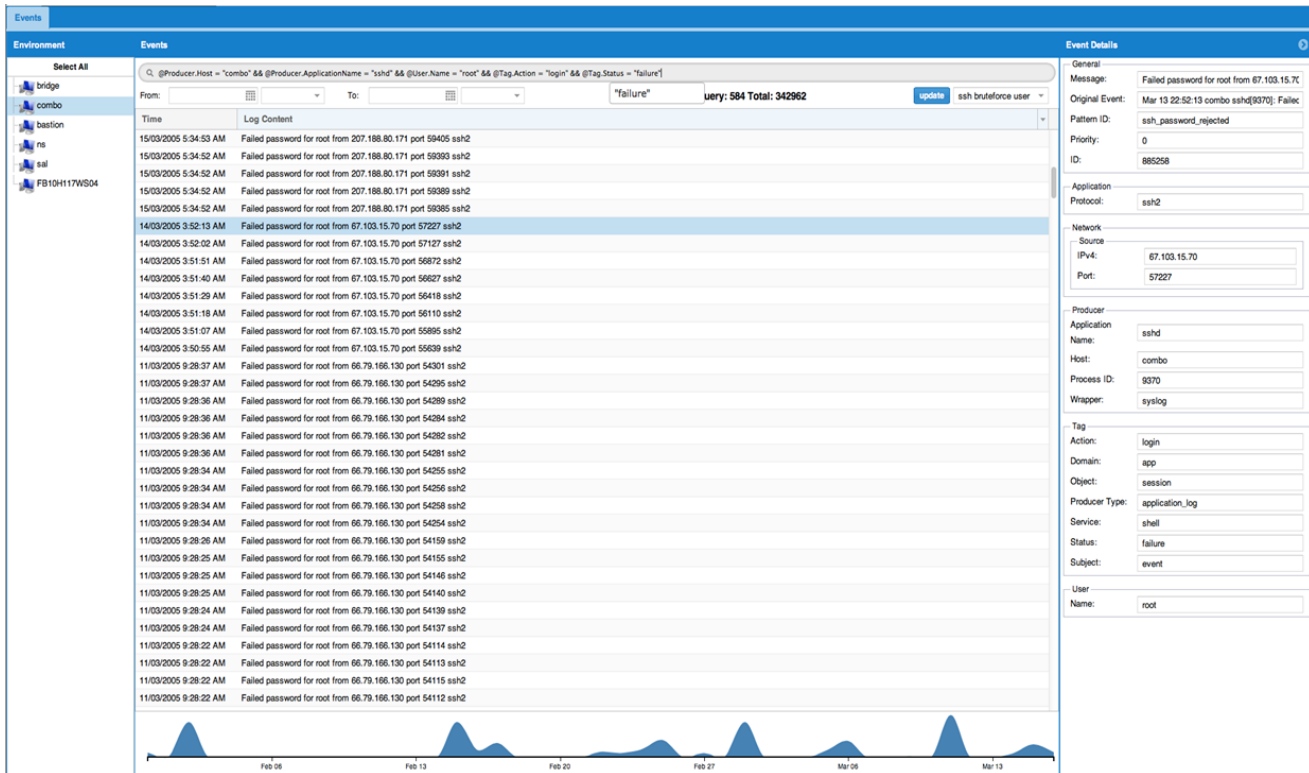 Events
Environment
Events
Event Details
Select All
bridge
combo
bastion
ns
sal
FB10H117WS04
@Producer.Host = "combo" && @Producer.ApplicationName = "sshd" && @User.Name = "root" && @Tag.Action = "login" && @Tag.Status = "failure"
From:
To:
"failure"
uery: 584 Total: 342962
update
ssh bruteforce user
Time Log Content
15/03/2005 5:34:53 AM Failed password for root from 207.188.80.171 port 59405 ssh2
15/03/2005 5:34:52 AM Failed password for root from 207.188.80.171 port 59393 ssh2
15/03/2005 5:34:52 AM Failed password for root from 207.188.80.171 port 59391 ssh2
15/03/2005 5:34:52 AM Failed password for root from 207.188.80.171 port 59389 ssh2
15/03/2005 5:34:52 AM Failed password for root from 207.188.80.171 port 59385 ssh2
14/03/2005 3:52:13 AM Failed password for root from 67.103.15.70 port 57227 ssh2
14/03/2005 3:52:02 AM Failed password for root from 67.103.15.70 port 57127 ssh2
14/03/2005 3:51:51 AM Failed password for root from 67.103.15.70 port 56872 ssh2
14/03/2005 3:51:40 AM Failed password for root from 67.103.15.70 port 56627 ssh2
14/03/2005 3:51:29 AM Failed password for root from 67.103.15.70 port 56418 ssh2
14/03/2005 3:51:18 AM Failed password for root from 67.103.15.70 port 56110 ssh2
14/03/2005 3:51:07 AM Failed password for root from 67.103.15.70 port 55895 ssh2
14/03/2005 3:50:55 AM Failed password for root from 67.103.15.70 port 55639 ssh2
11/03/2005 9:28:37 AM Failed password for root from 66.79.166.130 port 54301 ssh2
11/03/2005 9:28:37 AM Failed password for root from 66.79.166.130 port 54295 ssh2
11/03/2005 9:28:36 AM Failed password for root from 66.79.166.130 port 54289 ssh2
11/03/2005 9:28:36 AM Failed password for root from 66.79.166.130 port 54284 ssh2
11/03/2005 9:28:36 AM Failed password for root from 66.79.166.130 port 54282 ssh2
11/03/2005 9:28:36 AM Failed password for root from 66.79.166.130 port 54281 ssh2
11/03/2005 9:28:34 AM Failed password for root from 66.79.166.130 port 54255 ssh2
11/03/2005 9:28:34 AM Failed password for root from 66.79.166.130 port 54256 ssh2
11/03/2005 9:28:34 AM Failed password for root from 66.79.166.130 port 54258 ssh2
11/03/2005 9:28:34 AM Failed password for root from 66.79.166.130 port 54254 ssh2
11/03/2005 9:28:26 AM Failed password for root from 66.79.166.130 port 54159 ssh2
11/03/2005 9:28:25 AM Failed password for root from 66.79.166.130 port 54155 ssh2
11/03/2005 9:28:25 AM Failed password for root from 66.79.166.130 port 54146 ssh2
11/03/2005 9:28:25 AM Failed password for root from 66.79.166.130 port 54140 ssh2
11/03/2005 9:28:24 AM Failed password for root from 66.79.166.130 port 54139 ssh2
11/03/2005 9:28:24 AM Failed password for root from 66.79.166.130 port 54137 ssh2
11/03/2005 9:28:22 AM Failed password for root from 66.79.166.130 port 54114 ssh2
11/03/2005 9:28:22 AM Failed password for root from 66.79.166.130 port 54113 ssh2
11/03/2005 9:28:22 AM Failed password for root from 66.79.166.130 port 54115 ssh2
11/03/2005 9:28:22 AM Failed password for root from 66.79.166.130 port 54112 ssh2
Feb 06 Feb 13 Feb 20 Feb 27 Mar 06 Mar 13
General
Message: Failed password for root from 67.103.15.70
Original Event: Mar 13 22:52:13 combo sshd[9370]: Failed
Pattern ID: ssh_password_rejected
Priority: 0
ID: 885258
Application
Protocol: ssh2
Network
Source
IPv4: 67.103.15.70
Port: 57227
Producer
Application Name: sshd
Host: combo
Process ID: 9370
Wrapper: syslog
Tag
Action: login
Domain: app
Object: session
Producer Type: application_log
Service: shell
Status: failure
Subject: event
User
Name: root